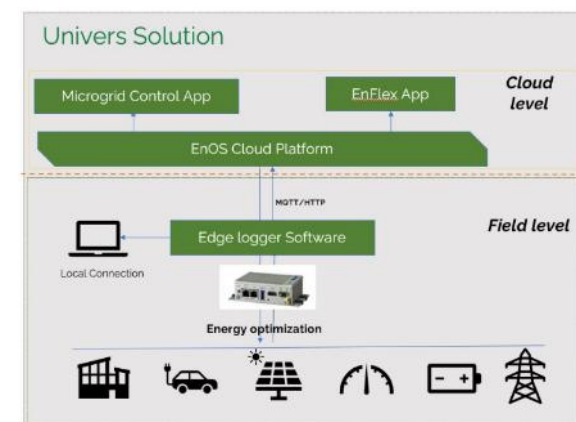 Univers Solution
Cloud
level
Microgrid Control App
EnFlex App
EnOS Cloud Platform
MQTT/HTTP
Field level
Edge logger Software
Local Connection
Energy optimization